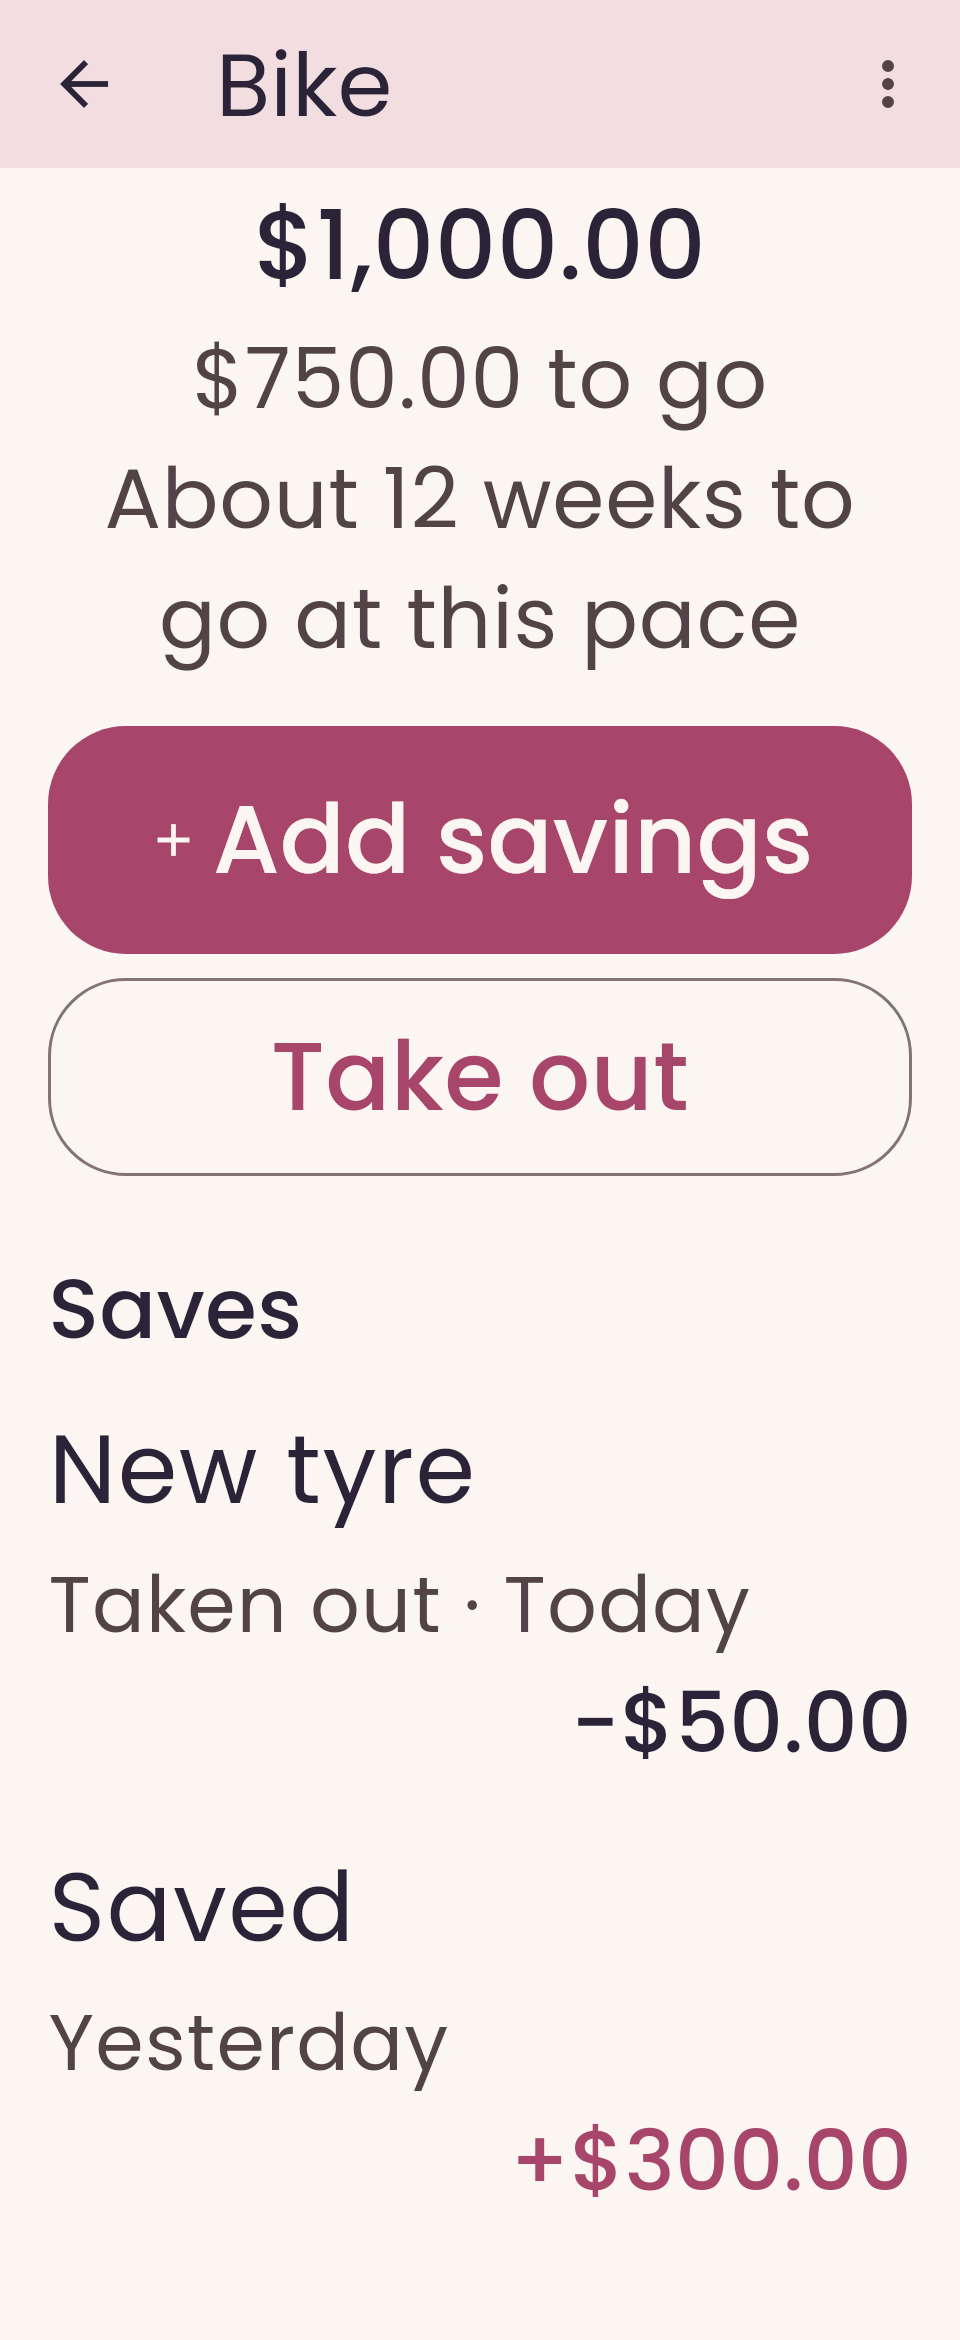 Bike
$1,000.00
$750.00 to go
About 12 weeks to
go at this pace
+ Add savings
Take out
Saves
New tyre
Taken out · Today
-$50.00
Saved
Yesterday
+$300.00